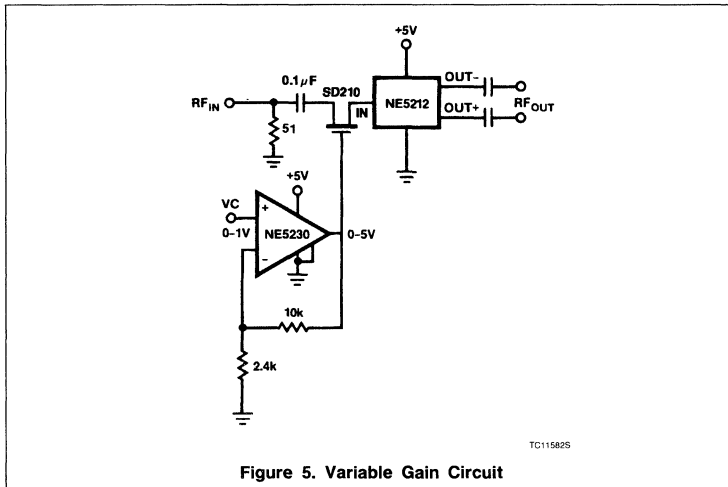 +5V
0.1μF
SD210
OUT−
RF_IN
IN
NE5212
RF_OUT
OUT+
51
+5V
VC
+
NE5230
0–5V
0–1V
−
10k
2.4k
TC11582S
Figure 5. Variable Gain Circuit